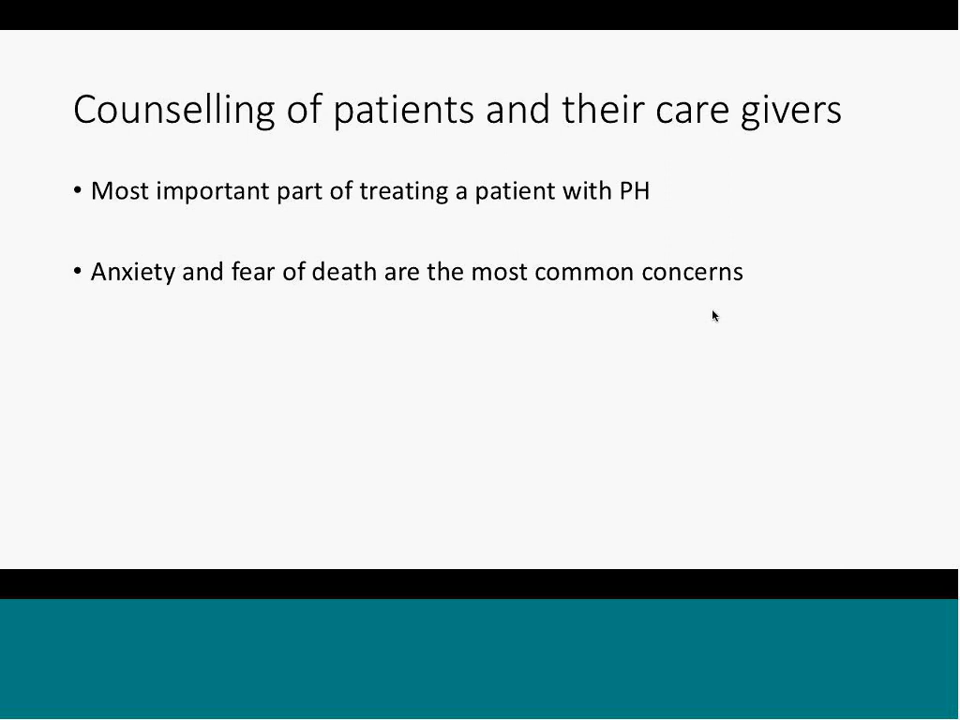 Counselling of patients and their care givers
• Most important part of treating a patient with PH
• Anxiety and fear of death are the most common concerns